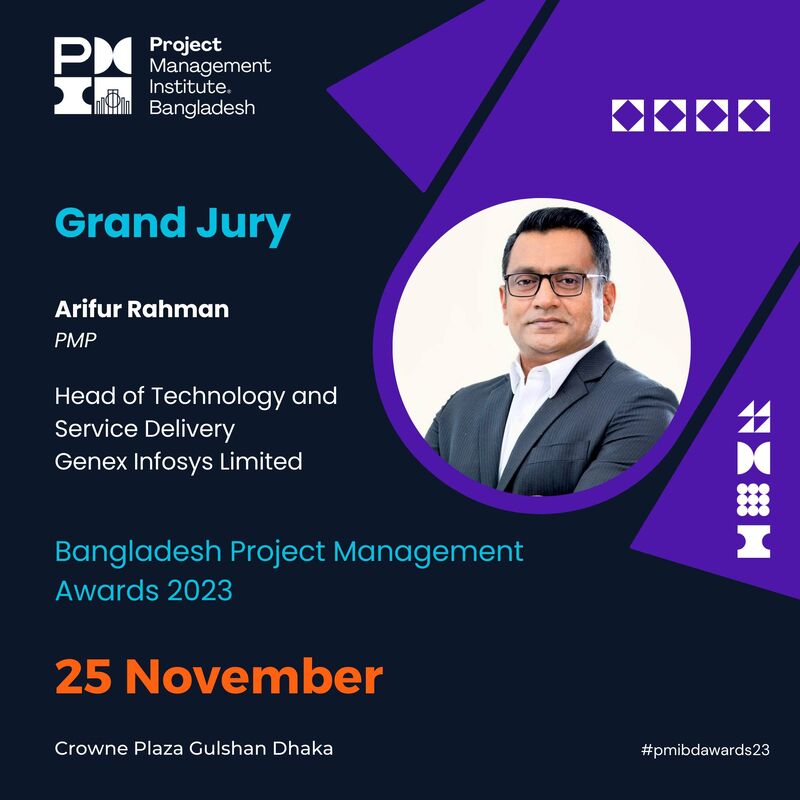 Project
Management
Institute®
Bangladesh
Grand Jury
Arifur Rahman
PMP
Head of Technology and
Service Delivery
Genex Infosys Limited
Bangladesh Project Management
Awards 2023
25 November
Crowne Plaza Gulshan Dhaka
#pmibdawards23